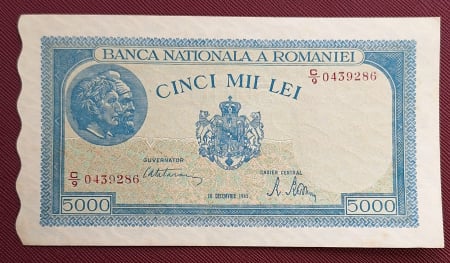 BANCA NATIONALA A ROMANIEI
C/9 0439286
CINCI MII LEI
GUVERNATOR
CASIER CENTRAL
C/9 0439286
5000
5000